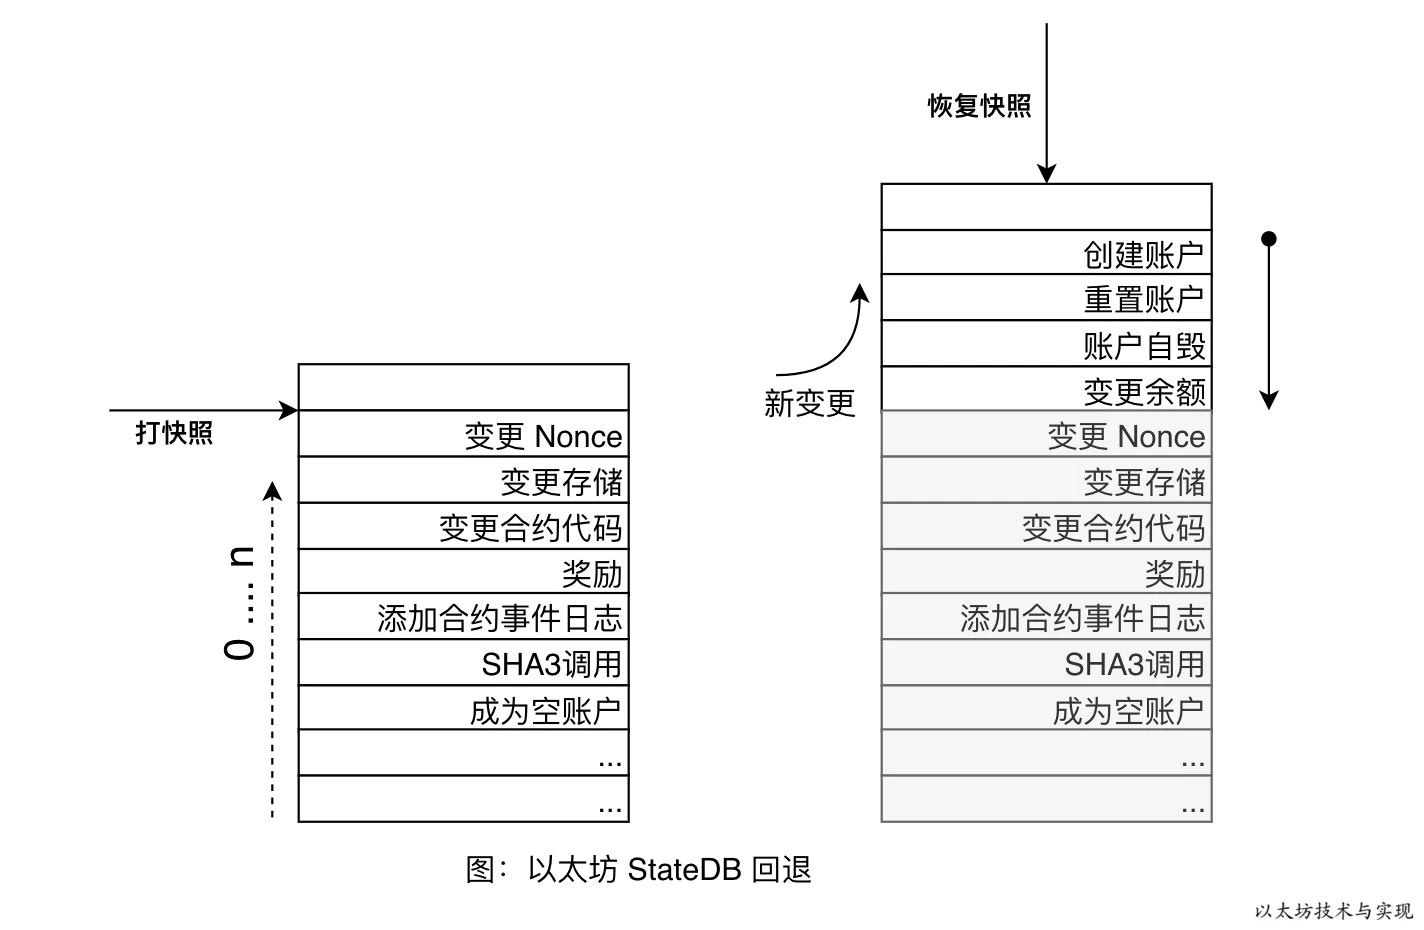 恢复快照
创建账户
重置账户
账户自毁
变更余额
新变更
打快照
变更 Nonce
变更存储
变更合约代码
奖励
添加合约事件日志
SHA3调用
成为空账户
...
...
0 .... n
变更 Nonce
变更存储
变更合约代码
奖励
添加合约事件日志
SHA3调用
成为空账户
...
...
图：以太坊 StateDB 回退
以太坊技术与实现